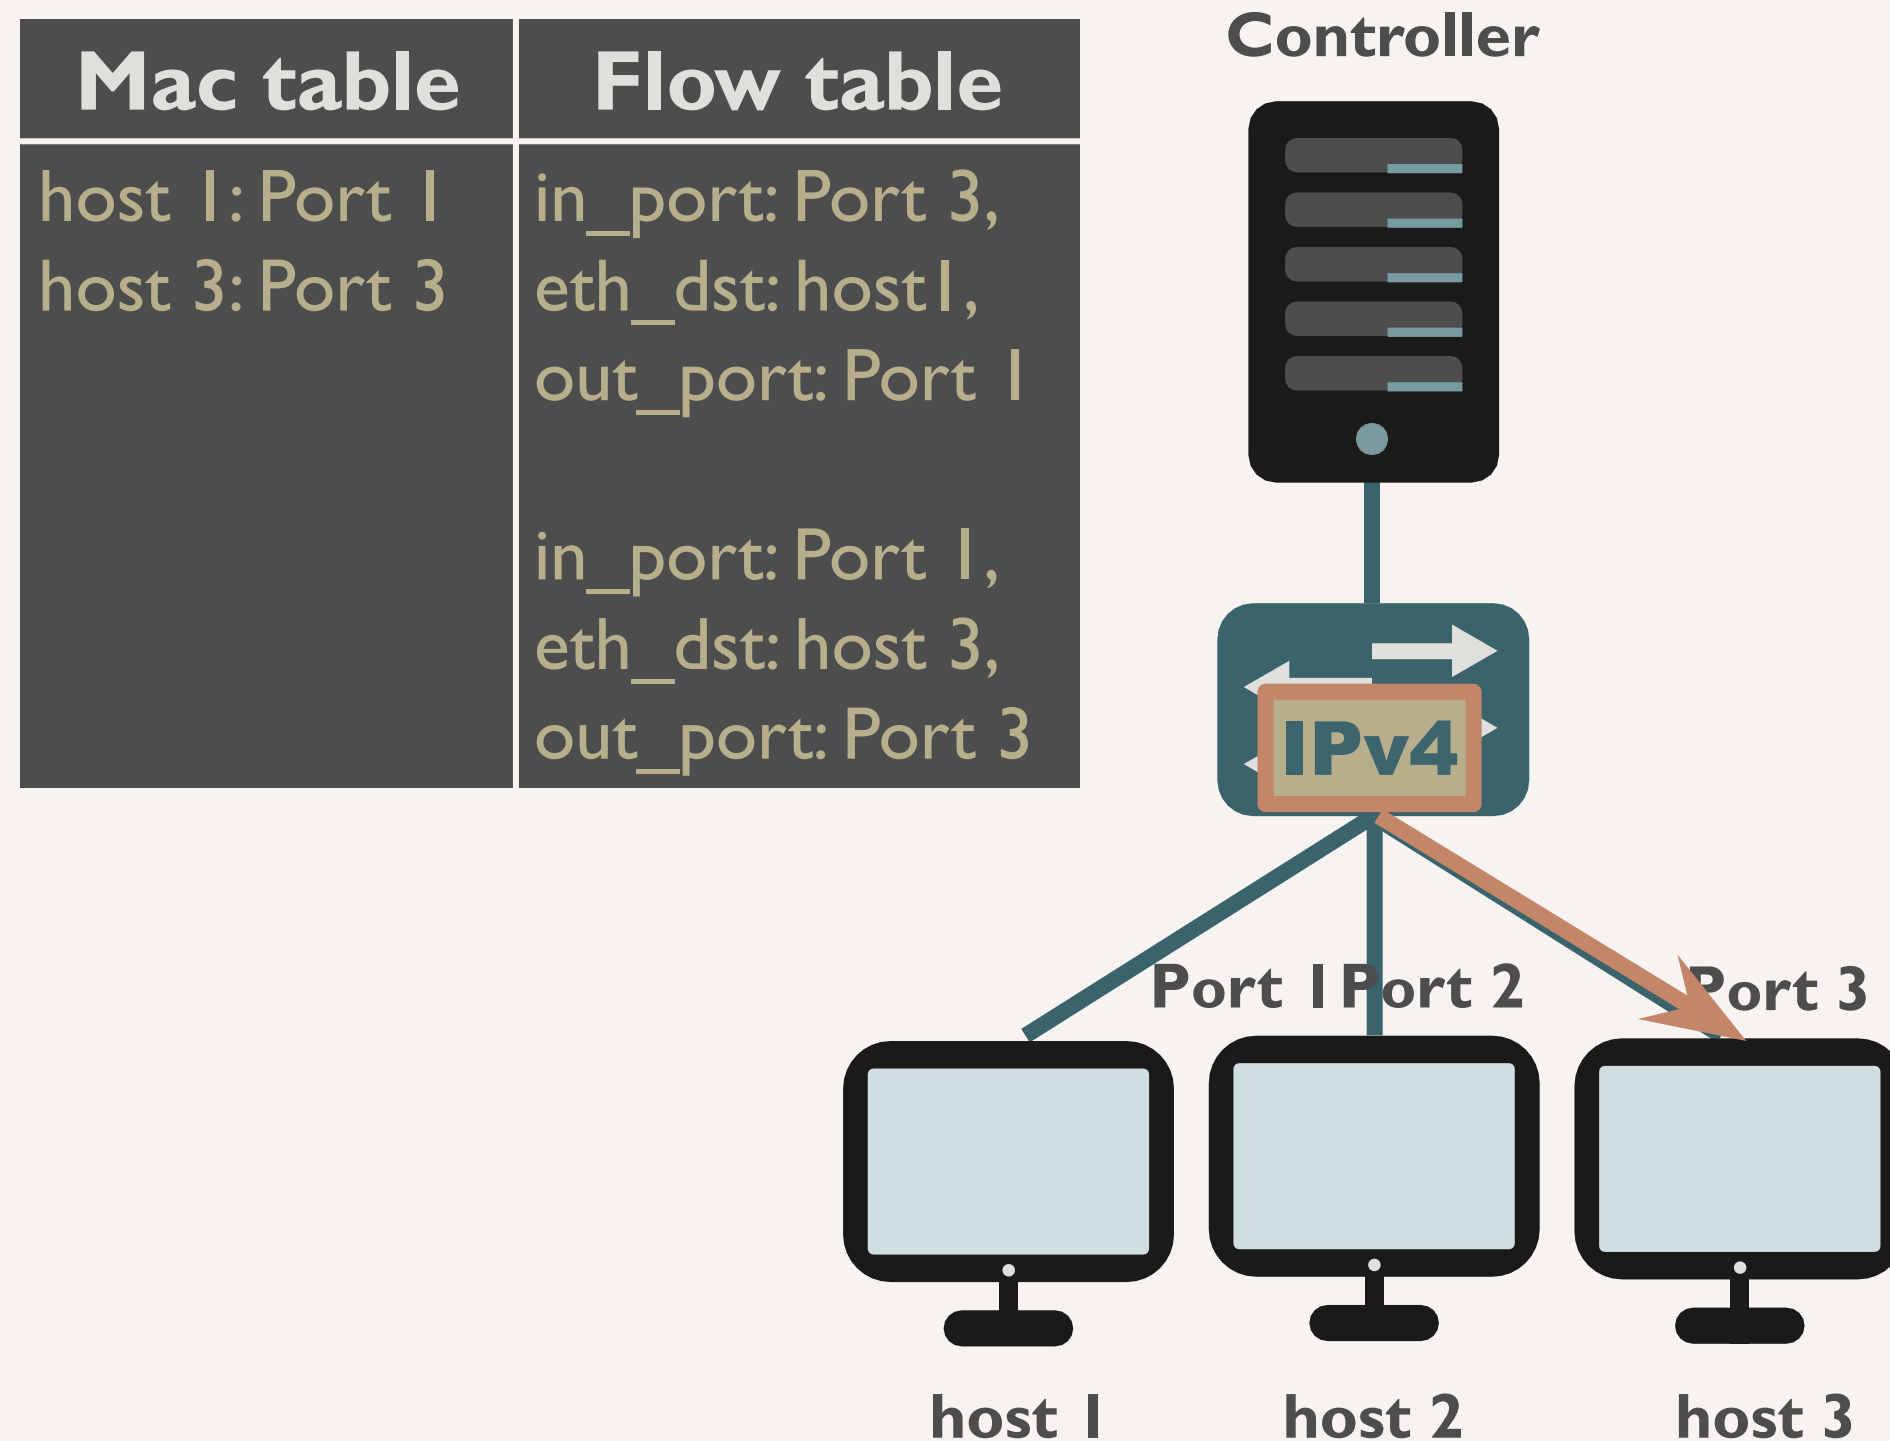 Controller
Mac table
Flow table
host 1: Port 1
host 3: Port 3
in_port: Port 3,
eth_dst: host1,
out_port: Port 1
in_port: Port 1,
eth_dst: host 3,
out_port: Port 3
IPv4
Port 1
Port 2
Port 3
host 1
host 2
host 3